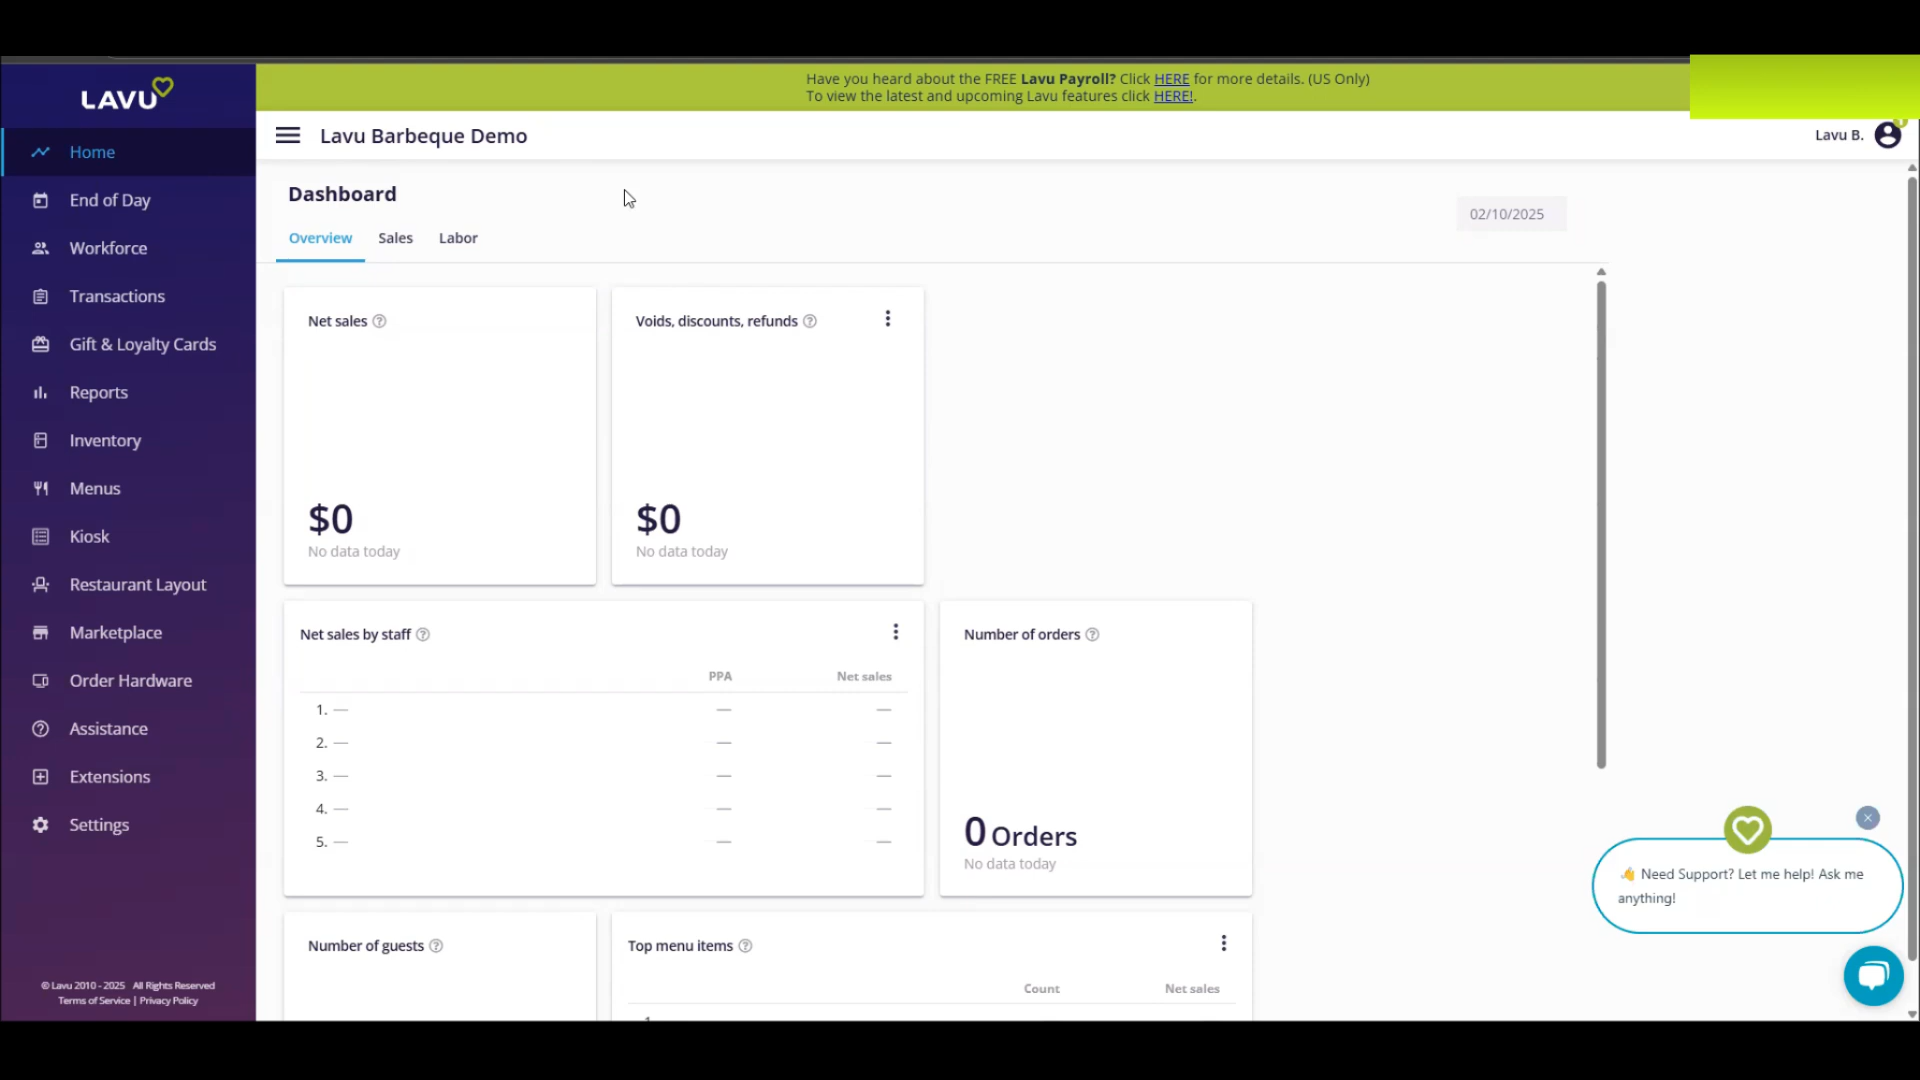 LAVU
Have you heard about the FREE Lavu Payroll? Click HERE for more details. (US Only)
To view the latest and upcoming Lavu features click HERE!.
Lavu Barbeque Demo
Lavu B.
Home
End of Day
Workforce
Transactions
Gift & Loyalty Cards
Reports
Inventory
Menus
Kiosk
Restaurant Layout
Marketplace
Order Hardware
Assistance
Extensions
Settings
© Lavu 2010 - 2025 All Rights Reserved
Terms of Service | Privacy Policy
Dashboard
02/10/2025
Overview Sales Labor
Net sales
$0
No data today
Voids, discounts, refunds
$0
No data today
Net sales by staff
PPA Net sales
1. — — —
2. — — —
3. — — —
4. — — —
5. — — —
Number of orders
0 Orders
No data today
Number of guests
Top menu items
Count Net sales
Need Support? Let me help! Ask me
anything!